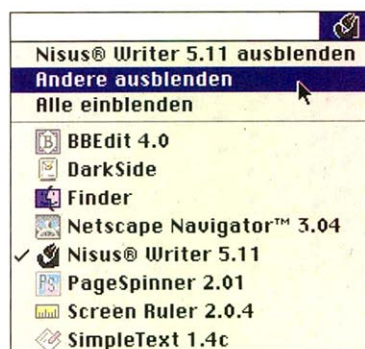 Nisus® Writer 5.11 ausblenden
Andere ausblenden
Alle einblenden
BBEdit 4.0
DarkSide
Finder
Netscape Navigator™ 3.04
✓ Nisus® Writer 5.11
PageSpinner 2.01
Screen Ruler 2.0.4
SimpleText 1.4c